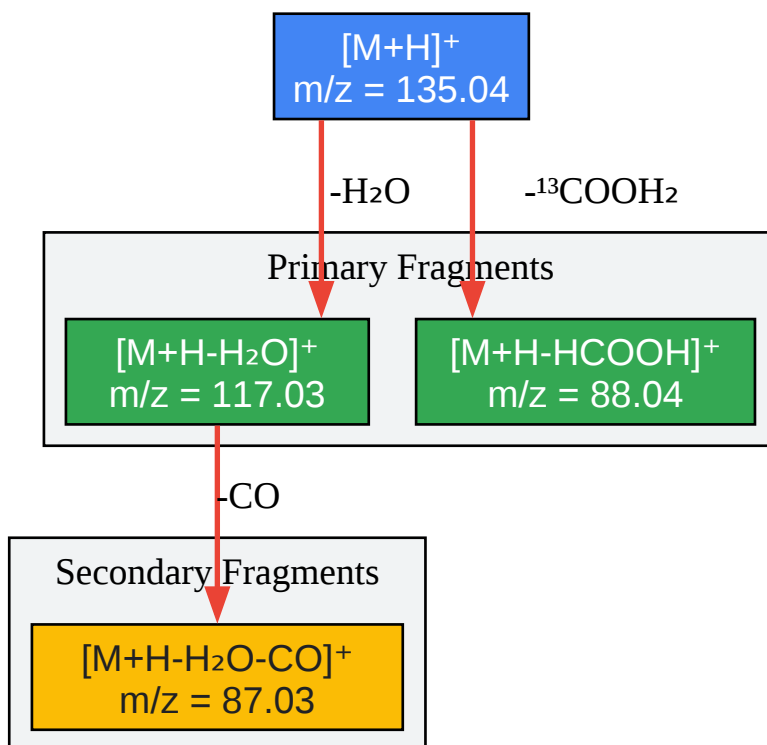 [M+H]⁺
m/z = 135.04
-H₂O
-¹³COOH₂
Primary Fragments
[M+H-H₂O]⁺
m/z = 117.03
[M+H-HCOOH]⁺
m/z = 88.04
-CO
Secondary Fragments
[M+H-H₂O-CO]⁺
m/z = 87.03